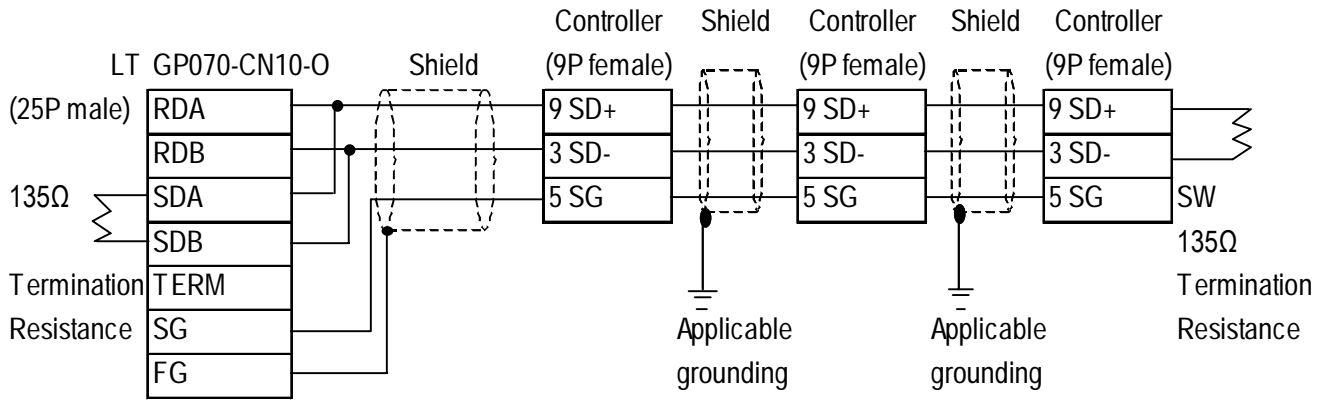 Controller Shield Controller Shield Controller
LT GP070-CN10-O Shield (9P female) (9P female) (9P female)
(25P male) RDA 9 SD+ 9 SD+ 9 SD+
RDB 3 SD- 3 SD- 3 SD-
135Ω SDA 5 SG 5 SG 5 SG SW
SDB 135Ω
Termination TERM Termination
Resistance SG Applicable Applicable Resistance
FG grounding grounding